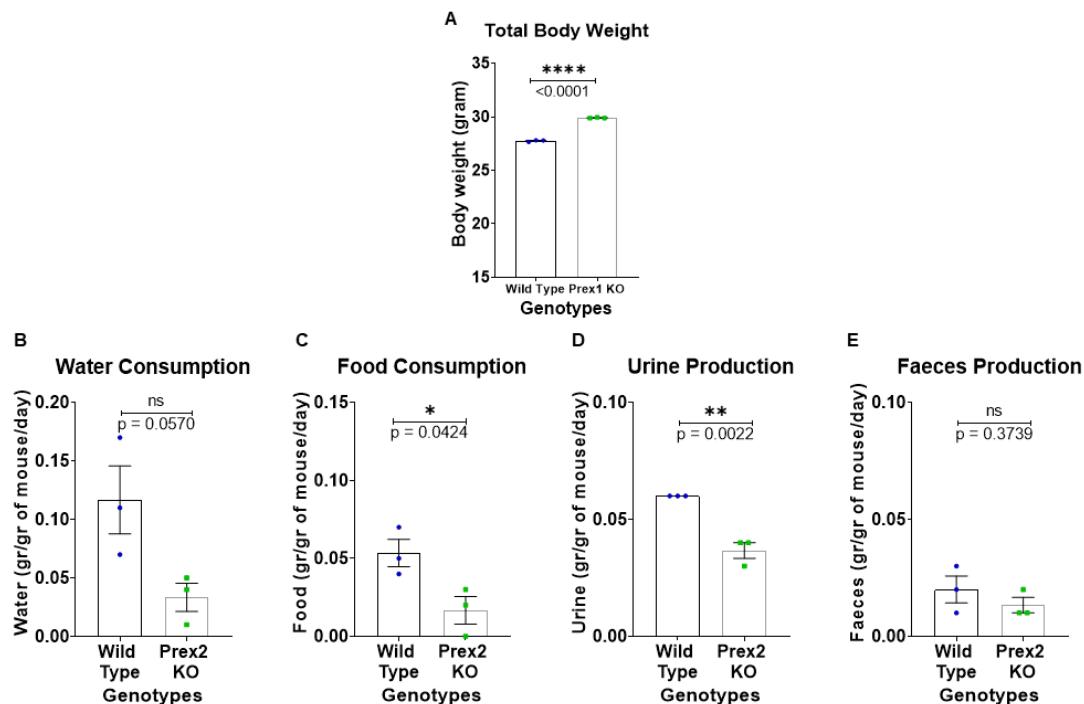 A
Total Body Weight
Body weight (gram)
35
30
25
20
15
****
<0.0001
Wild Type Prex1 KO
Genotypes
B
Water Consumption
Water (gr/gr of mouse/day)
0.20
0.15
0.10
0.05
0.00
ns
p = 0.0570
Wild
Type
Prex2
KO
Genotypes
C
Food Consumption
Food (gr/gr of mouse/day)
0.15
0.10
0.05
0.00
*
p = 0.0424
Wild
Type
Prex2
KO
Genotypes
D
Urine Production
Urine (gr/gr of mouse/day)
0.10
0.05
0.00
**
p = 0.0022
Wild
Type
Prex2
KO
Genotypes
E
Faeces Production
Faeces (gr/gr of mouse/day)
0.10
0.05
0.00
ns
p = 0.3739
Wild
Type
Prex2
KO
Genotypes